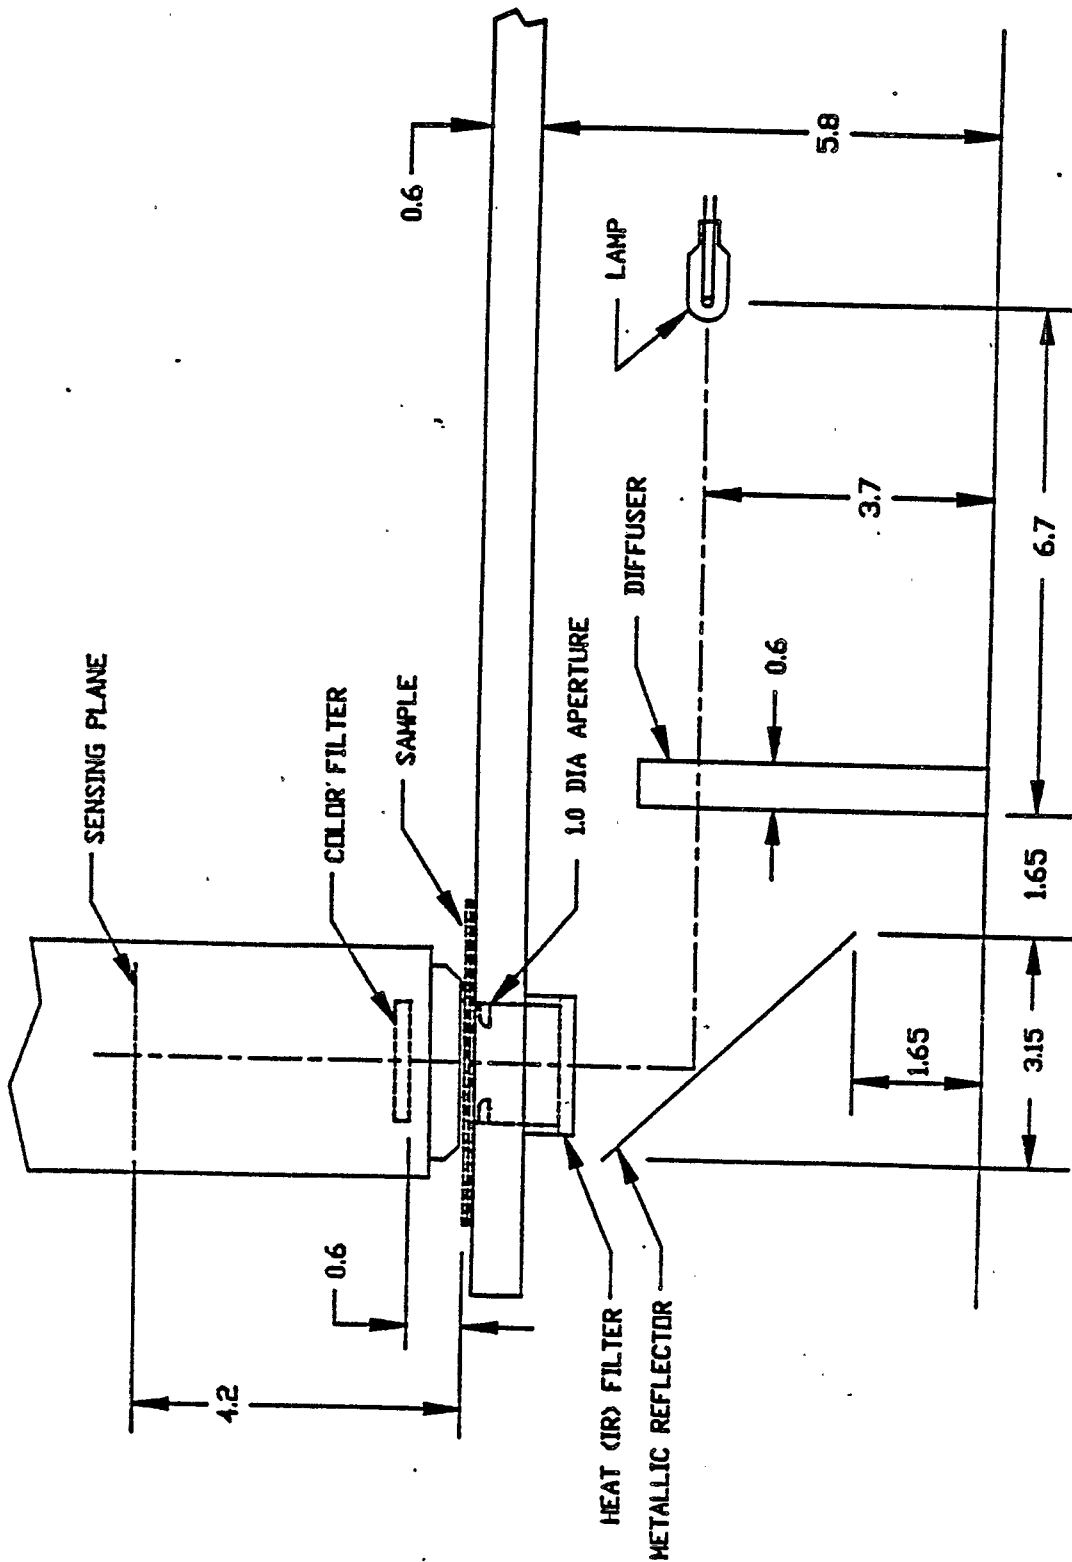 SENSING PLANE
COLOR FILTER
SAMPLE
1.0 DIA APERTURE
DIFFUSER
LAMP
HEAT (IR) FILTER
METALLIC REFLECTOR
4.2
0.6
0.6
5.8
3.7
0.6
6.7
1.65
1.65
3.15